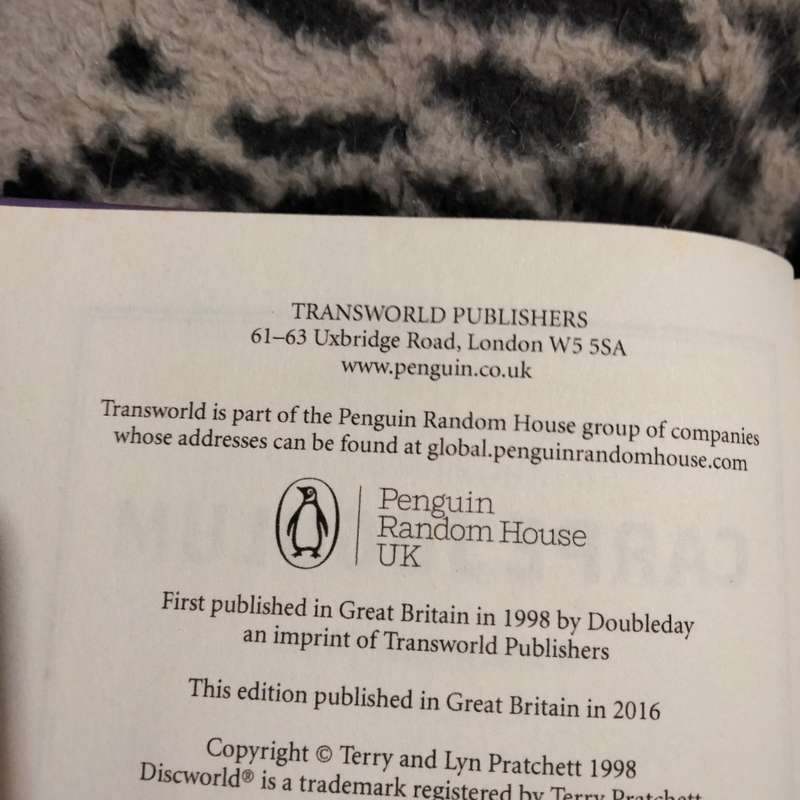 TRANSWORLD PUBLISHERS
61–63 Uxbridge Road, London W5 5SA
www.penguin.co.uk
Transworld is part of the Penguin Random House group of companies
whose addresses can be found at global.penguinrandomhouse.com
Penguin
Random House
UK
First published in Great Britain in 1998 by Doubleday
an imprint of Transworld Publishers
This edition published in Great Britain in 2016
Copyright © Terry and Lyn Pratchett 1998
Discworld® is a trademark registered by Terry Pratchett